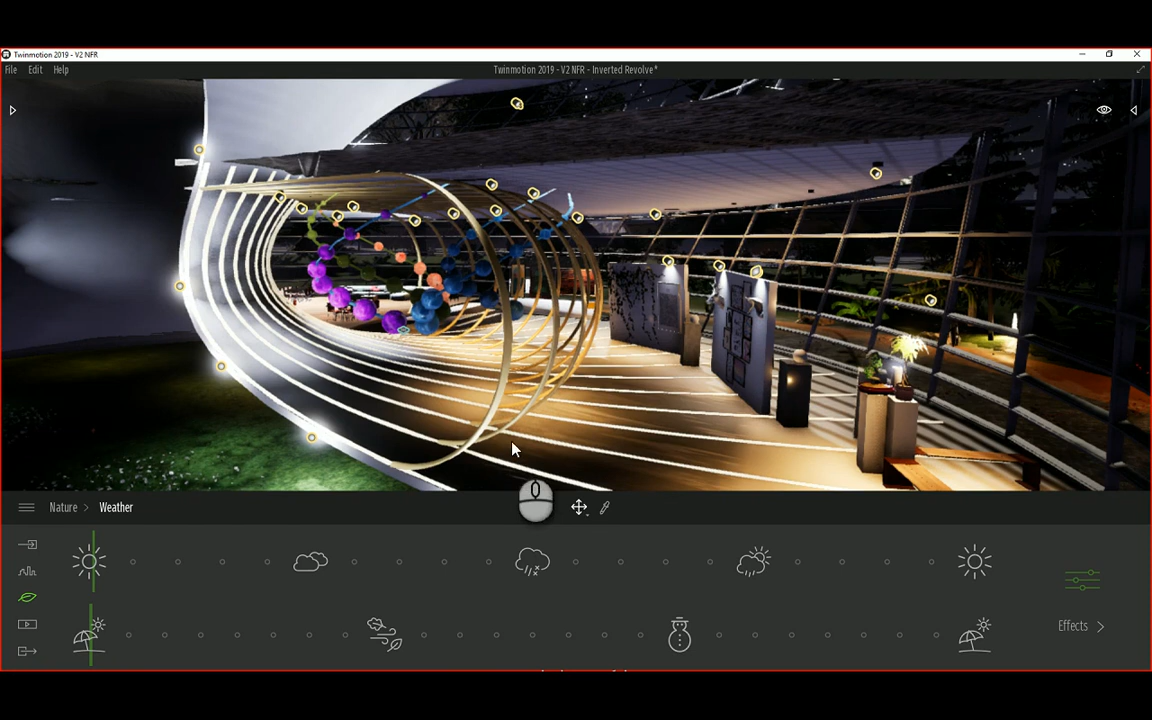 Twinmotion 2019 - V2 NFR
File Edit Help
Twinmotion 2019 - V2 NFR - Inverted Revolve*
Nature > Weather
Effects